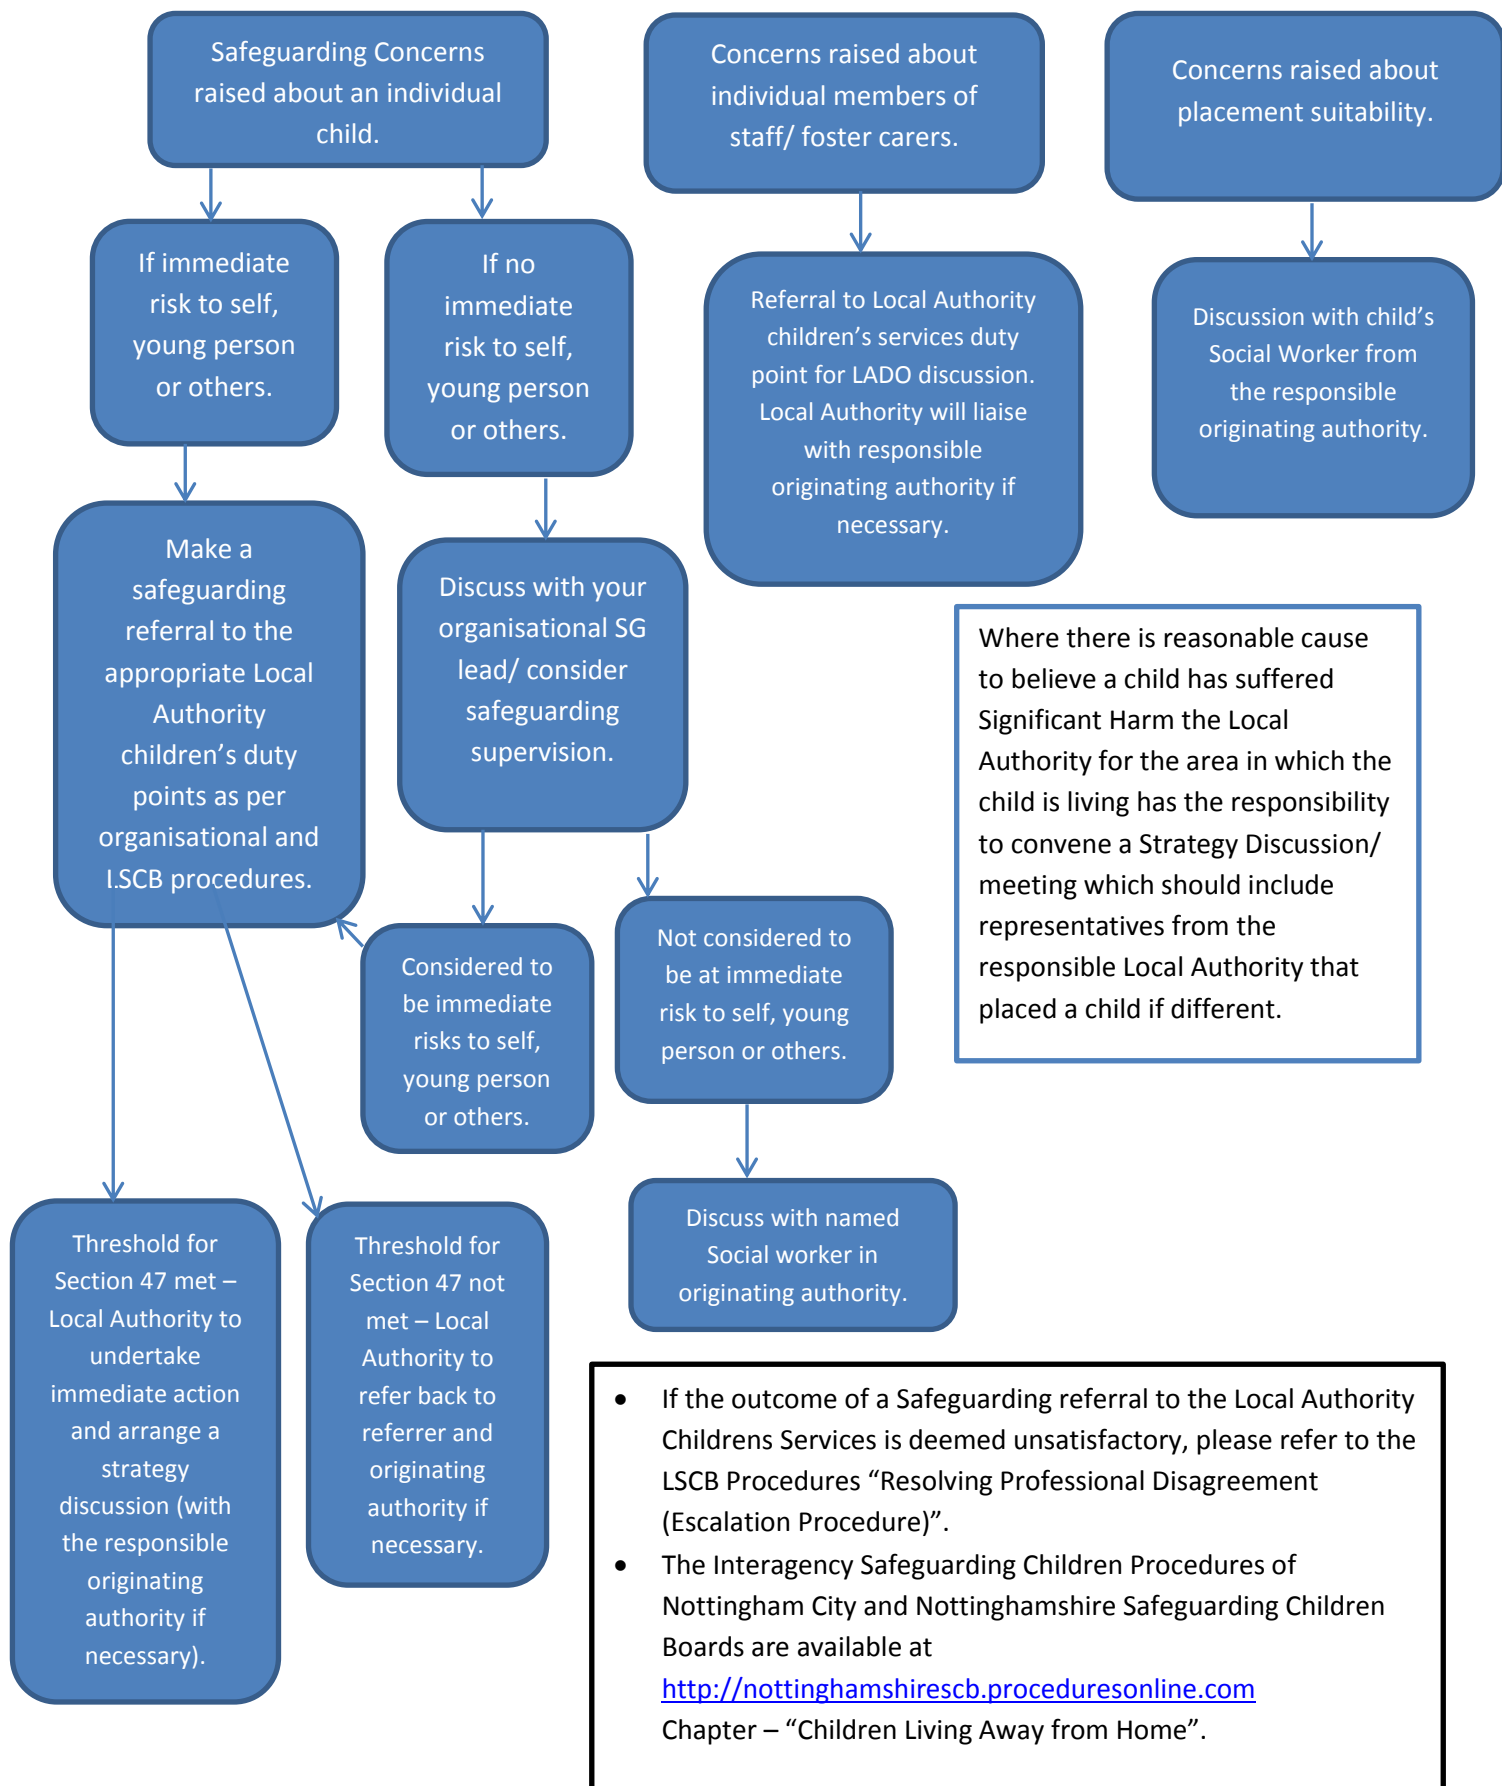 Safeguarding Concerns
raised about an individual
child.
Concerns raised about
individual members of
staff/ foster carers.
Concerns raised about
placement suitability.
If immediate
risk to self,
young person
or others.
If no
immediate
risk to self,
young person
or others.
Referral to Local Authority
children’s services duty
point for LADO discussion.
Local Authority will liaise
with responsible
originating authority if
necessary.
Discussion with child’s
Social Worker from
the responsible
originating authority.
Make a
safeguarding
referral to the
appropriate Local
Authority
children’s duty
points as per
organisational and
LSCB procedures.
Discuss with your
organisational SG
lead/ consider
safeguarding
supervision.
Where there is reasonable cause
to believe a child has suffered
Significant Harm the Local
Authority for the area in which the
child is living has the responsibility
to convene a Strategy Discussion/
meeting which should include
representatives from the
responsible Local Authority that
placed a child if different.
Considered to
be immediate
risks to self,
young person
or others.
Not considered to
be at immediate
risk to self, young
person or others.
Discuss with named
Social worker in
originating authority.
Threshold for
Section 47 met –
Local Authority to
undertake
immediate action
and arrange a
strategy
discussion (with
the responsible
originating
authority if
necessary).
Threshold for
Section 47 not
met – Local
Authority to
refer back to
referrer and
originating
authority if
necessary.
• If the outcome of a Safeguarding referral to the Local Authority
Childrens Services is deemed unsatisfactory, please refer to the
LSCB Procedures “Resolving Professional Disagreement
(Escalation Procedure)”.
• The Interagency Safeguarding Children Procedures of
Nottingham City and Nottinghamshire Safeguarding Children
Boards are available at
http://nottinghamshirescb.proceduresonline.com
Chapter – “Children Living Away from Home”.